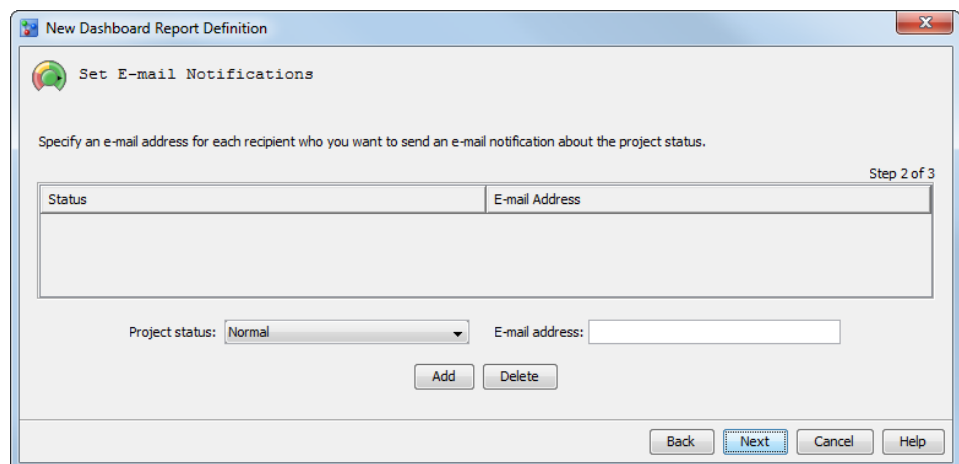 New Dashboard Report Definition
Set E-mail Notifications
Specify an e-mail address for each recipient who you want to send an e-mail notification about the project status.
Step 2 of 3
Status E-mail Address
Project status: Normal E-mail address:
Add Delete
Back Next Cancel Help